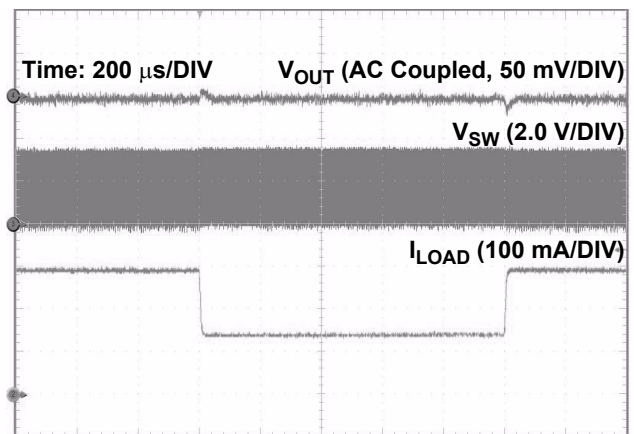 Time: 200 μs/DIV V_OUT (AC Coupled, 50 mV/DIV)
V_SW (2.0 V/DIV)
I_LOAD (100 mA/DIV)